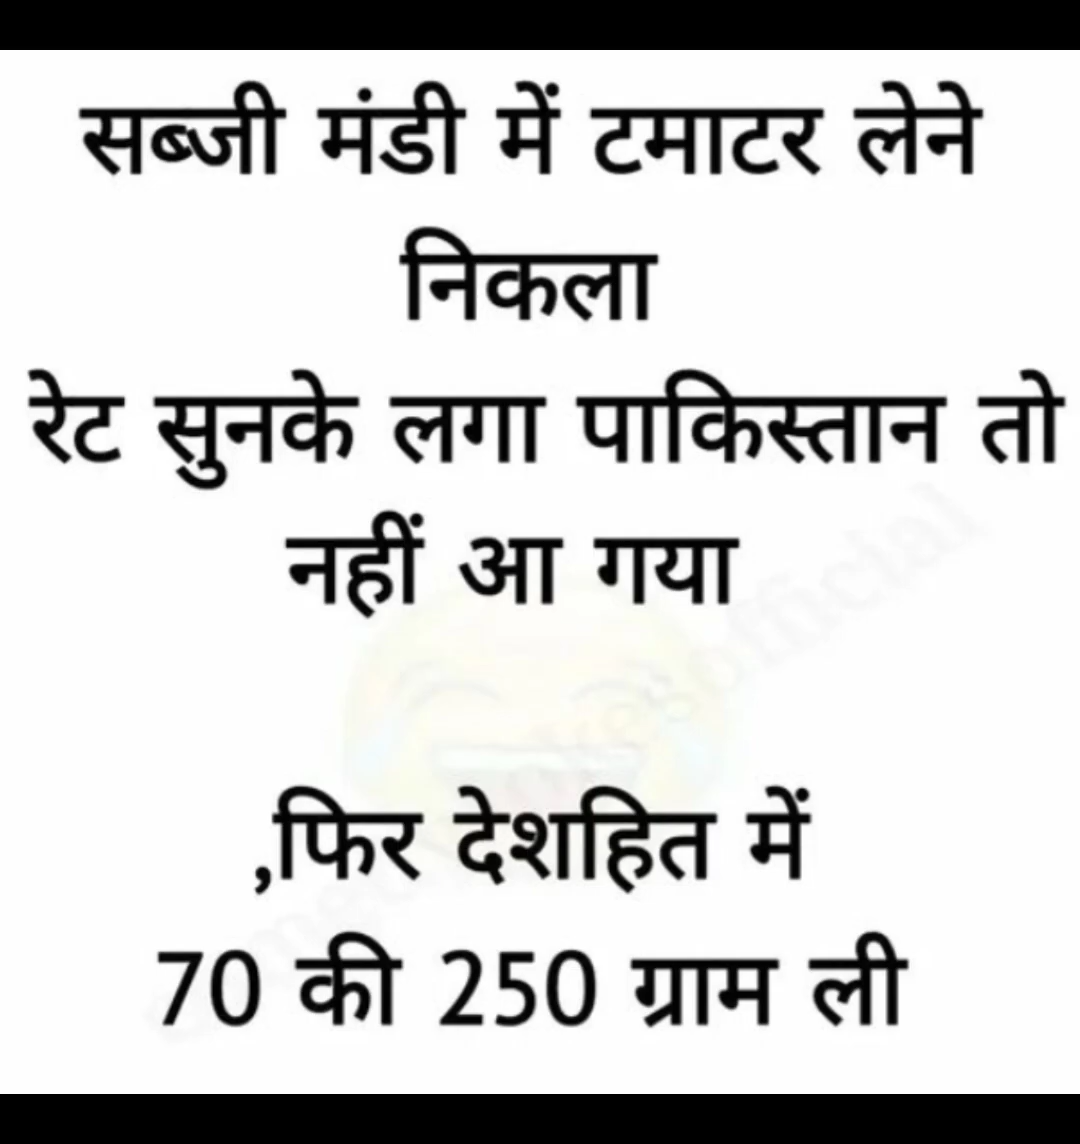 सब्जी मंडी में टमाटर लेने
निकला
रेट सुनके लगा पाकिस्तान तो
नहीं आ गया
,फिर देशहित में
70 की 250 ग्राम ली